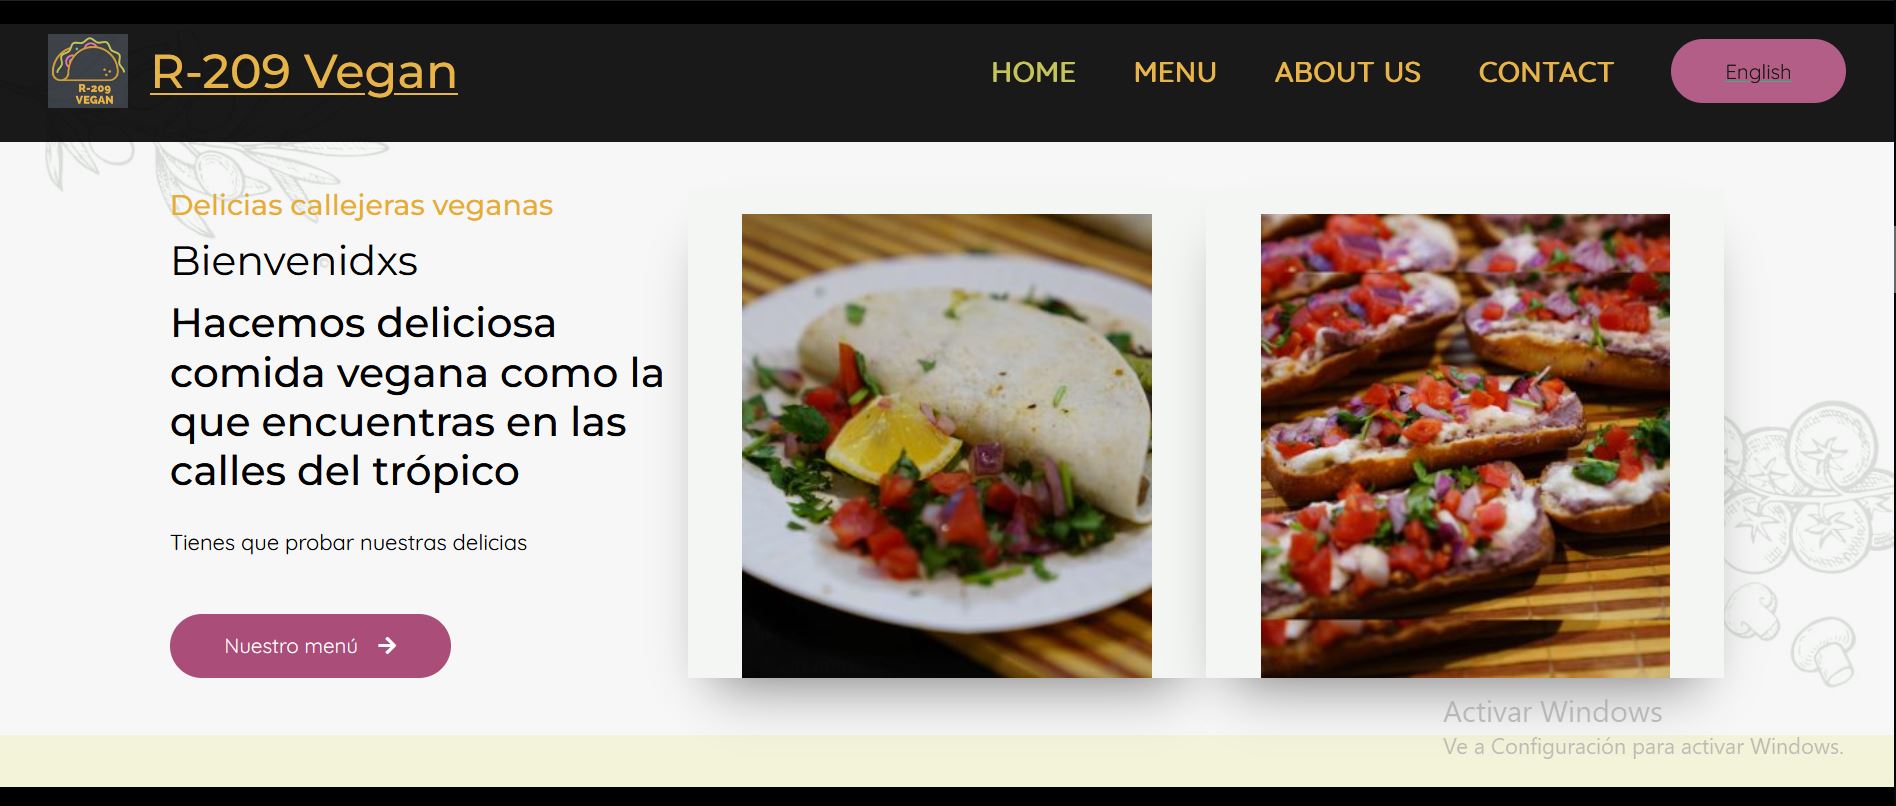 R-209
VEGAN
R-209 Vegan
HOME
MENU
ABOUT US
CONTACT
English
Delicias callejeras veganas
Bienvenidxs
Hacemos deliciosa
comida vegana como la
que encuentras en las
calles del trópico
Tienes que probar nuestras delicias
Nuestro menú
Activar Windows
Ve a Configuración para activar Windows.